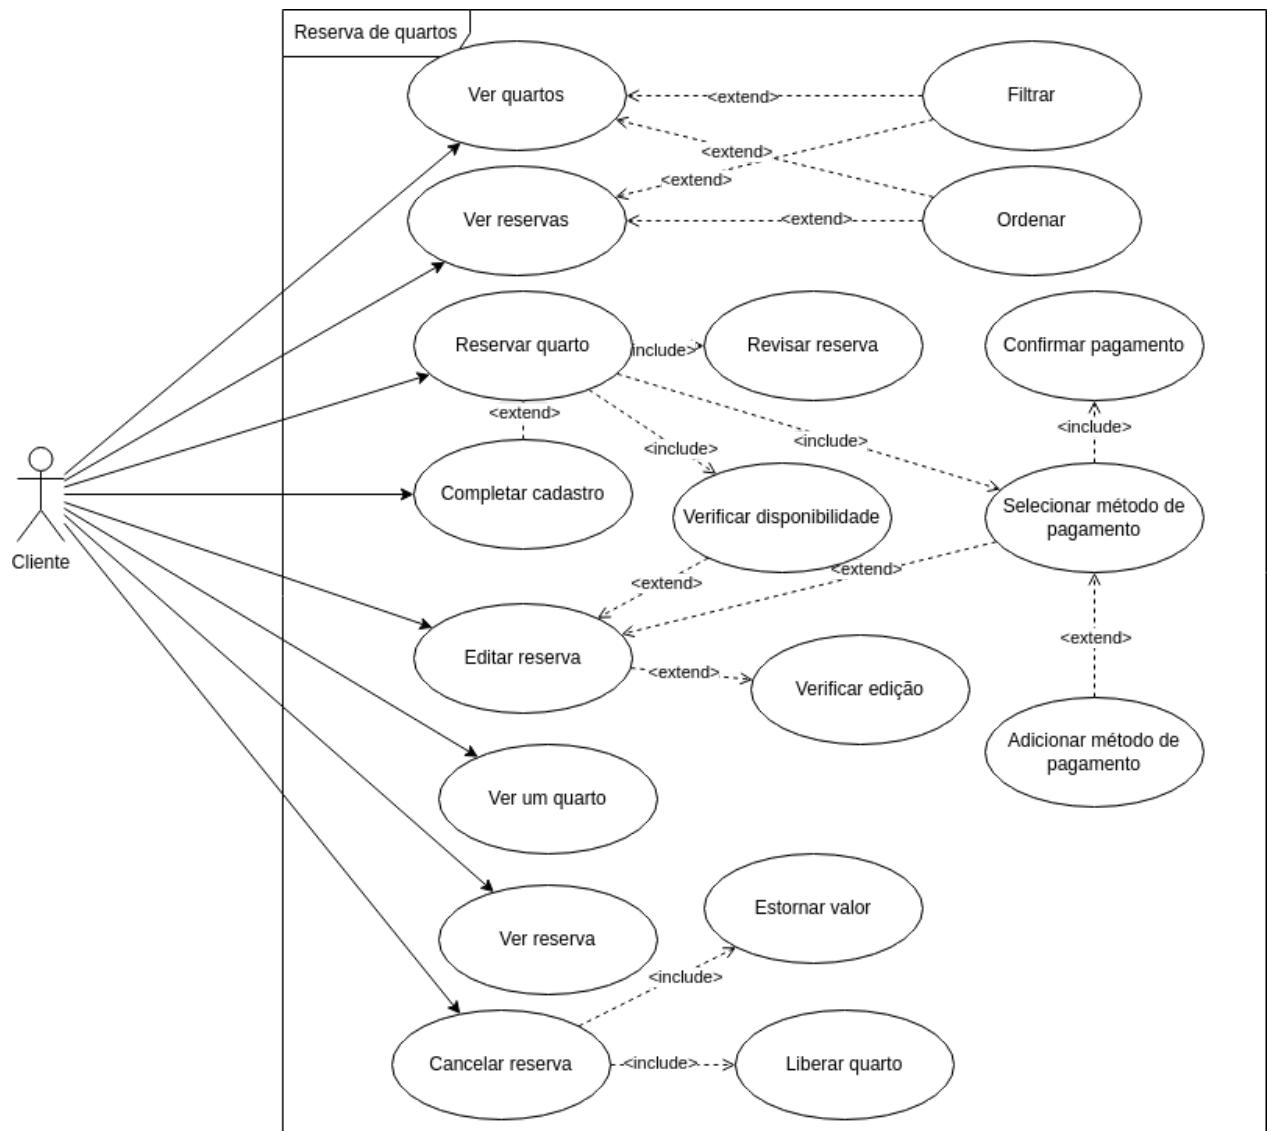 Reserva de quartos
Ver quartos
<extend>
Filtrar
<extend>
<extend>
Ver reservas
<extend>
Ordenar
Reservar quarto
include>
Revisar reserva
Confirmar pagamento
<extend>
<include>
<include>
<include>
Completar cadastro
Verificar disponibilidade
Selecionar método de
pagamento
Cliente
<extend>
<extend>
Editar reserva
<extend>
Verificar edição
<extend>
Adicionar método de
pagamento
Ver um quarto
Estornar valor
Ver reserva
<include>
Cancelar reserva
<include>
Liberar quarto